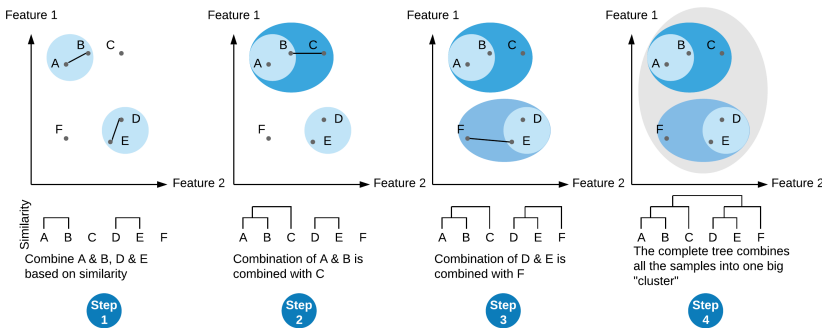 Feature 1
B
C
A
D
F
E
Feature 2
Similarity
A B C D E F
Combine A & B, D & E
based on similarity
Step
1
Feature 1
B
C
A
D
F
E
Feature 2
A B C D E F
Combination of A & B is
combined with C
Step
2
Feature 1
B
C
A
D
F
E
Feature 2
A B C D E F
Combination of D & E is
combined with F
Step
3
Feature 1
B
C
A
D
F
E
Feature 2
A B C D E F
The complete tree combines
all the samples into one big
"cluster"
Step
4